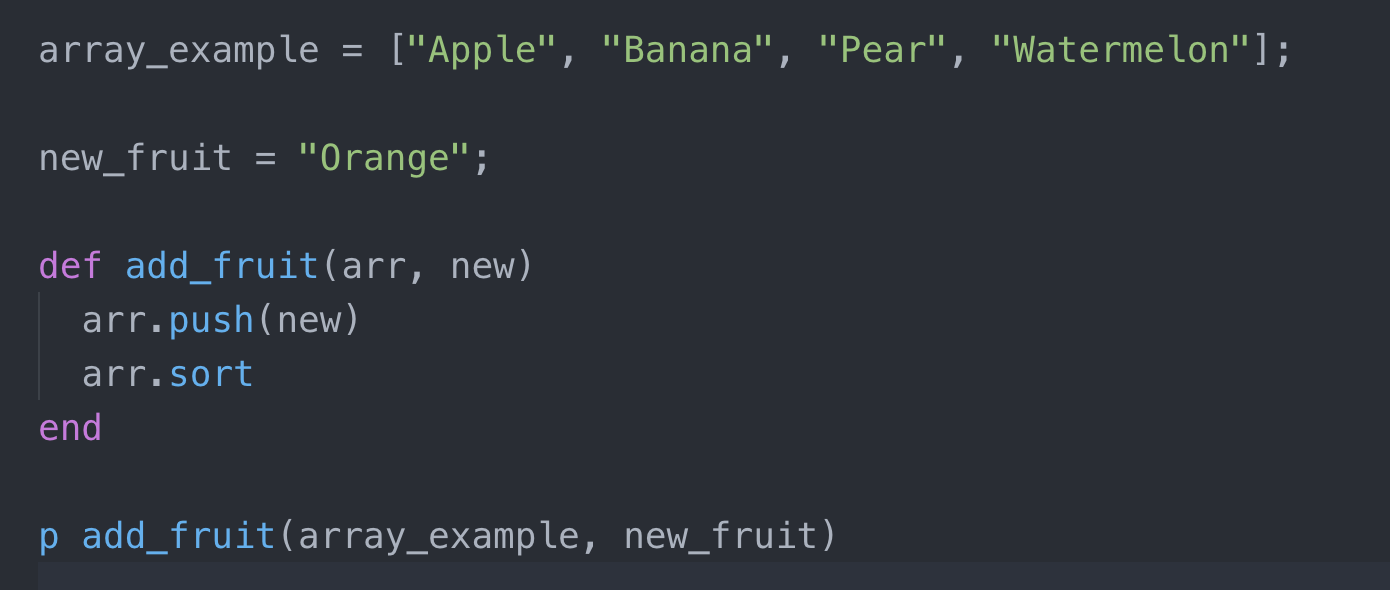 array_example = ["Apple", "Banana", "Pear", "Watermelon"];
new_fruit = "Orange";
def add_fruit(arr, new)
  arr.push(new)
  arr.sort
end
p add_fruit(array_example, new_fruit)